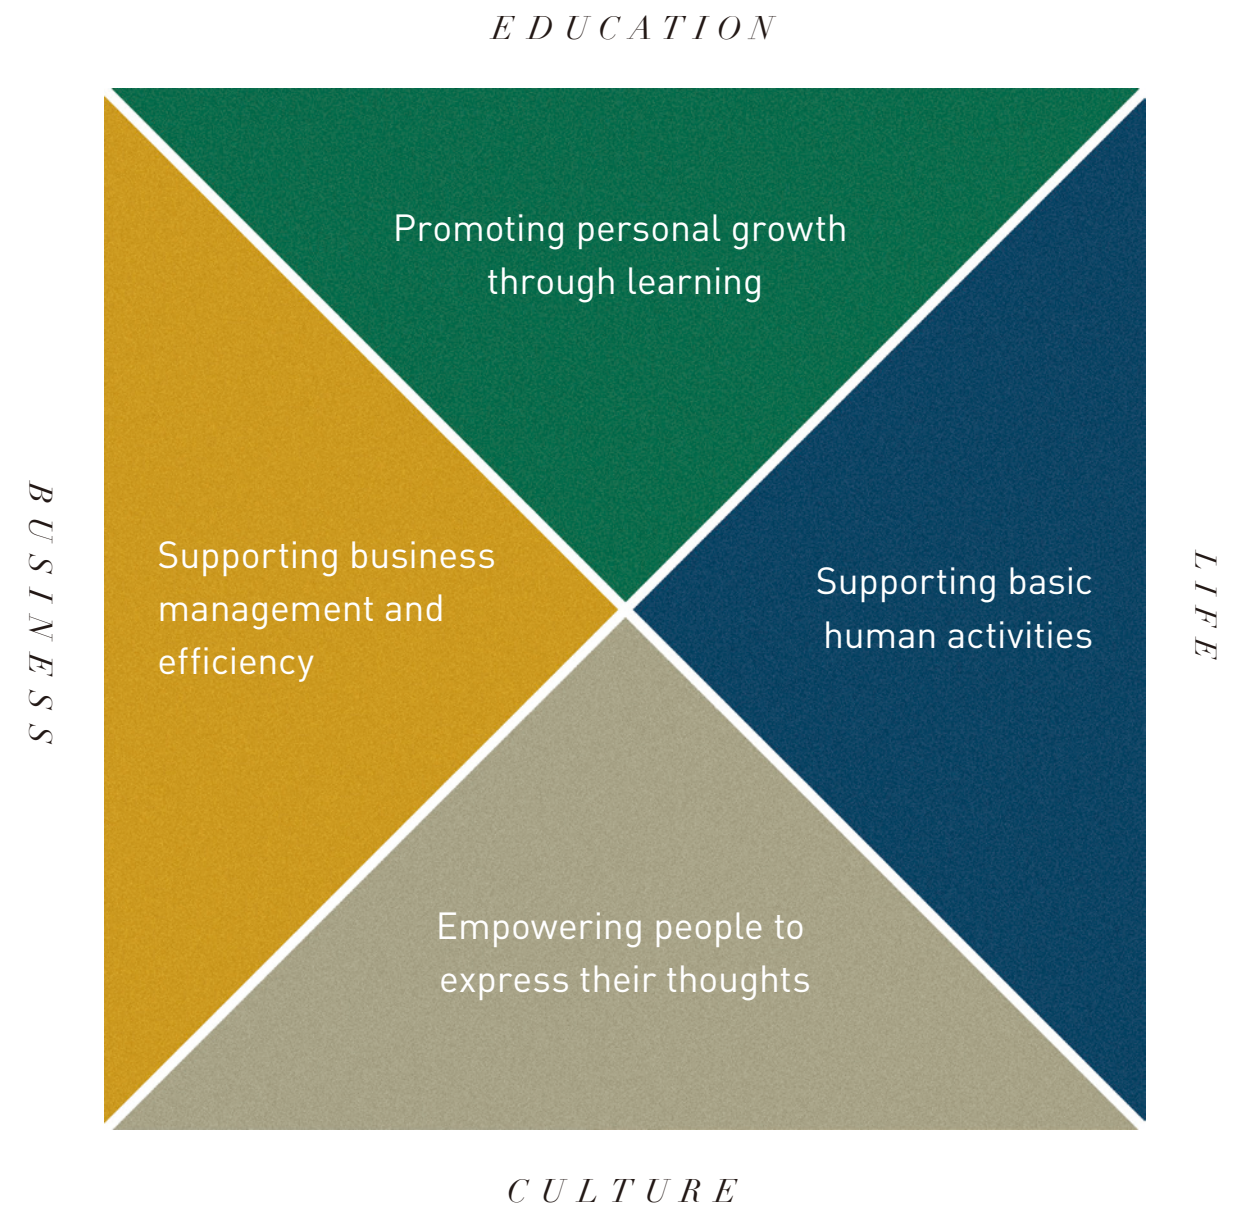 EDUCATION
Promoting personal growth
through learning
BUSINESS
Supporting business
management and
efficiency
Supporting basic
human activities
LIFE
Empowering people to
express their thoughts
CULTURE